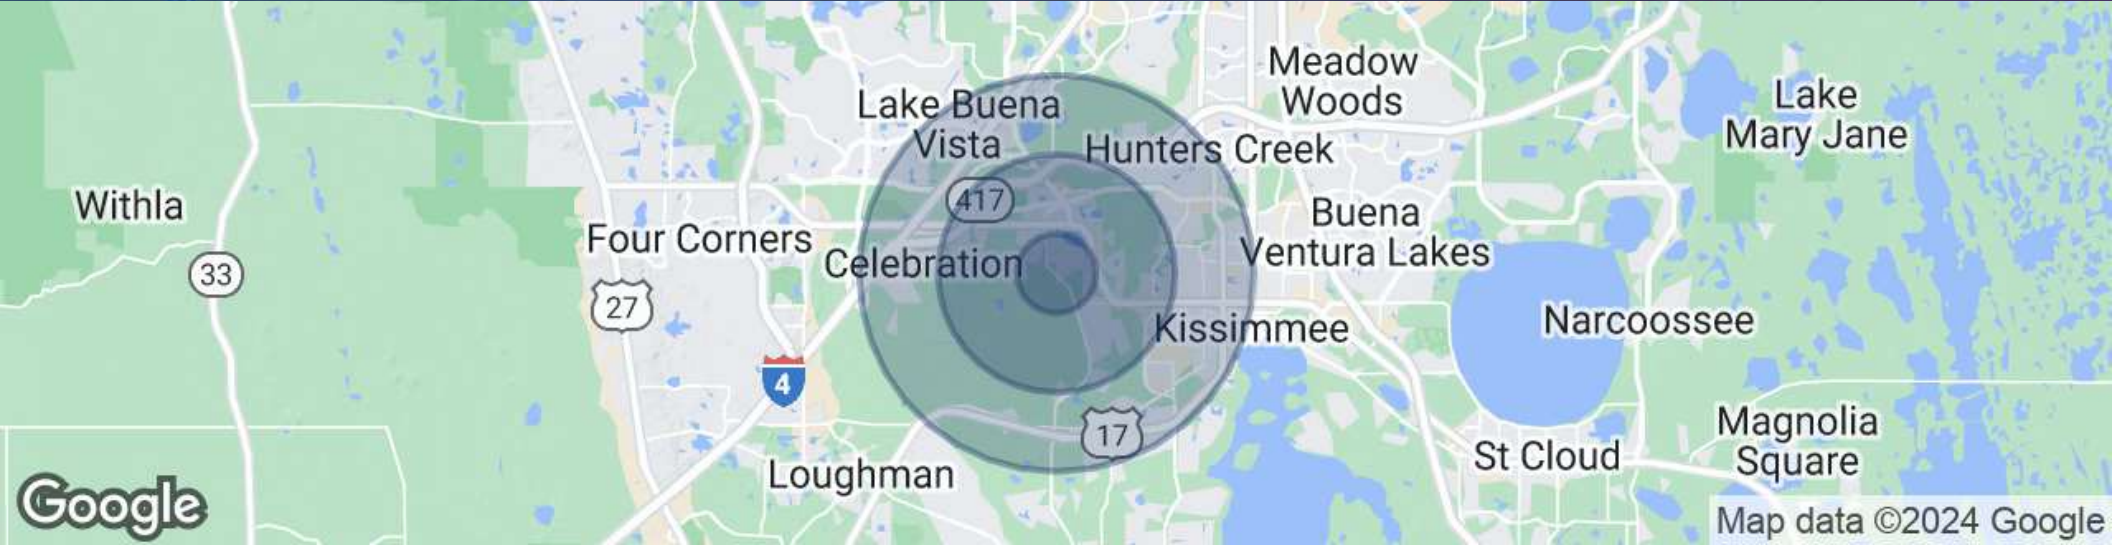 Meadow
Woods
Lake Buena
Vista
Lake
Mary Jane
Hunters Creek
Withla
417
Buena
Ventura Lakes
Four Corners
Celebration
33
27
Kissimmee
Narcoossee
4
17
Magnolia
Square
St Cloud
Loughman
Google
Map data ©2024 Google